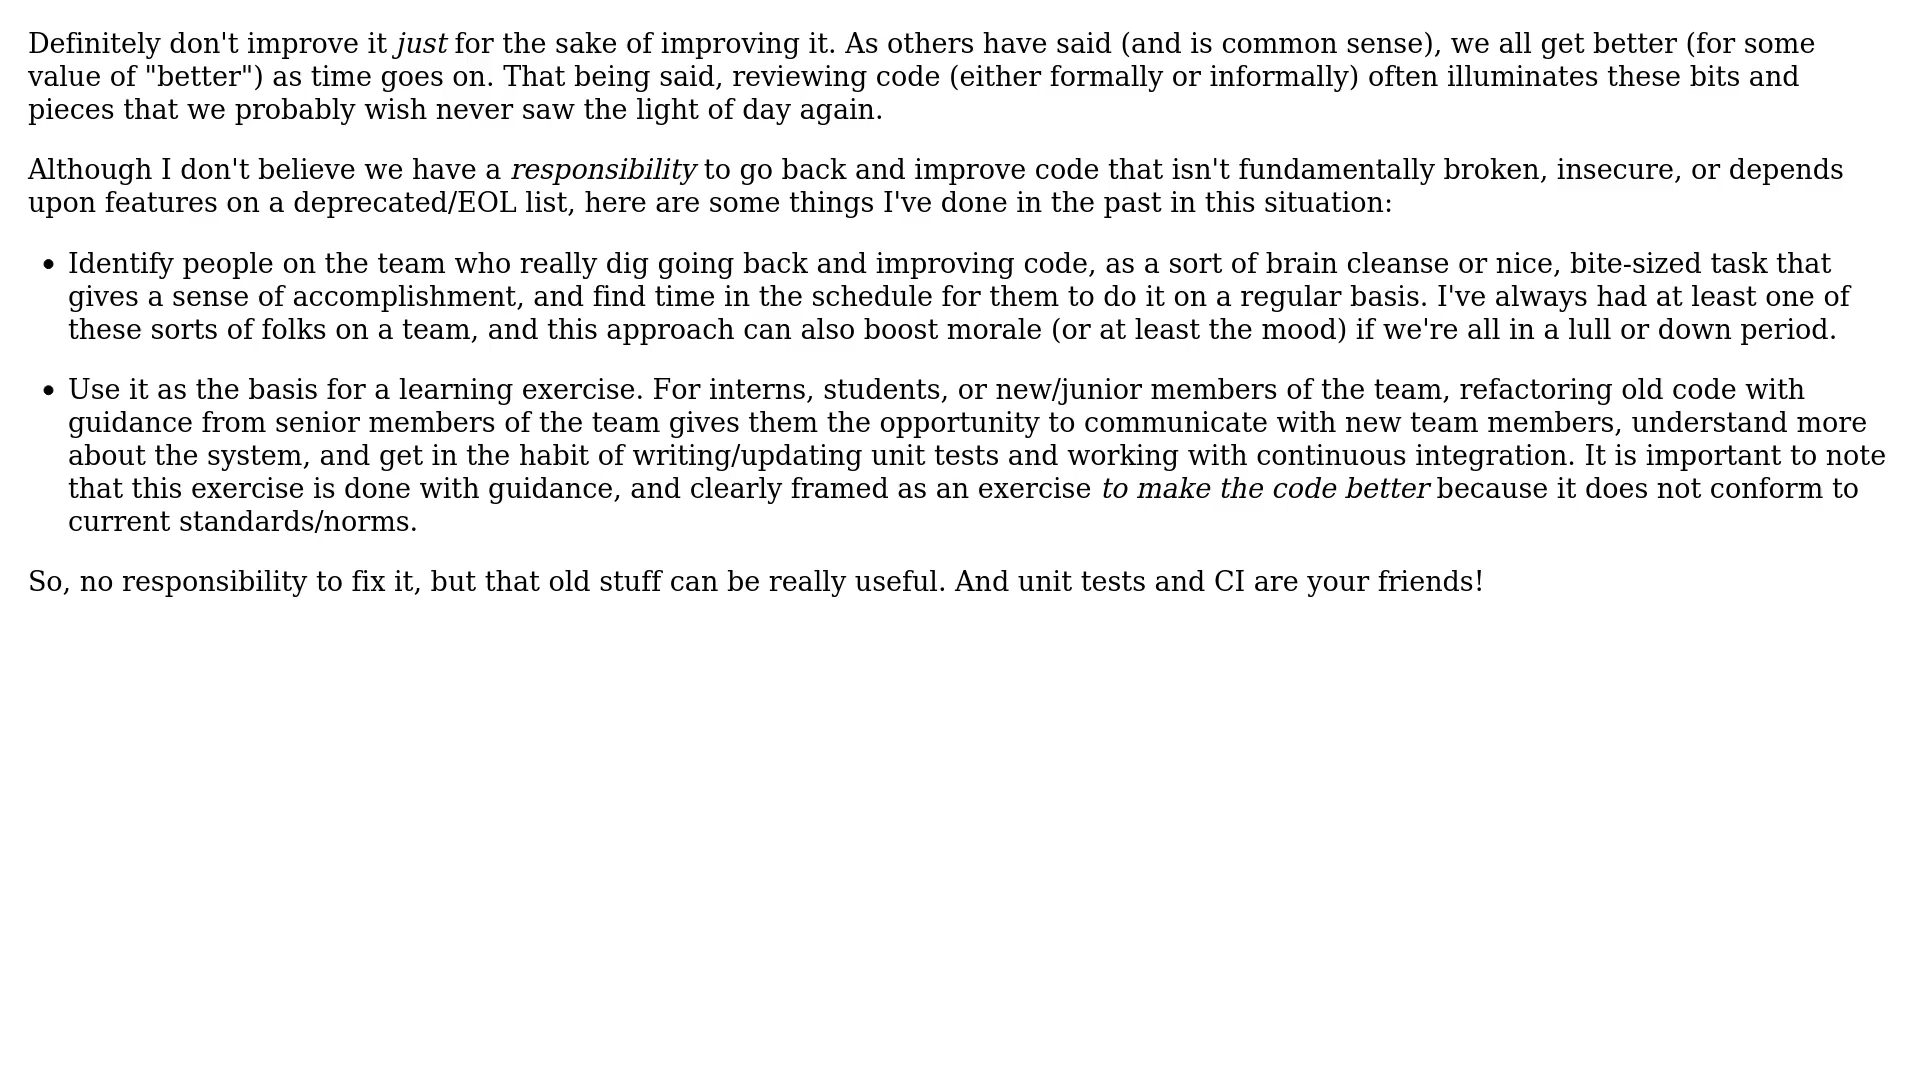 Definitely don't improve it just for the sake of improving it. As others have said (and is common sense), we all get better (for some
value of "better") as time goes on. That being said, reviewing code (either formally or informally) often illuminates these bits and
pieces that we probably wish never saw the light of day again.
Although I don't believe we have a responsibility to go back and improve code that isn't fundamentally broken, insecure, or depends
upon features on a deprecated/EOL list, here are some things I've done in the past in this situation:
• Identify people on the team who really dig going back and improving code, as a sort of brain cleanse or nice, bite-sized task that
gives a sense of accomplishment, and find time in the schedule for them to do it on a regular basis. I've always had at least one of
these sorts of folks on a team, and this approach can also boost morale (or at least the mood) if we're all in a lull or down period.
• Use it as the basis for a learning exercise. For interns, students, or new/junior members of the team, refactoring old code with
guidance from senior members of the team gives them the opportunity to communicate with new team members, understand more
about the system, and get in the habit of writing/updating unit tests and working with continuous integration. It is important to note
that this exercise is done with guidance, and clearly framed as an exercise to make the code better because it does not conform to
current standards/norms.
So, no responsibility to fix it, but that old stuff can be really useful. And unit tests and CI are your friends!